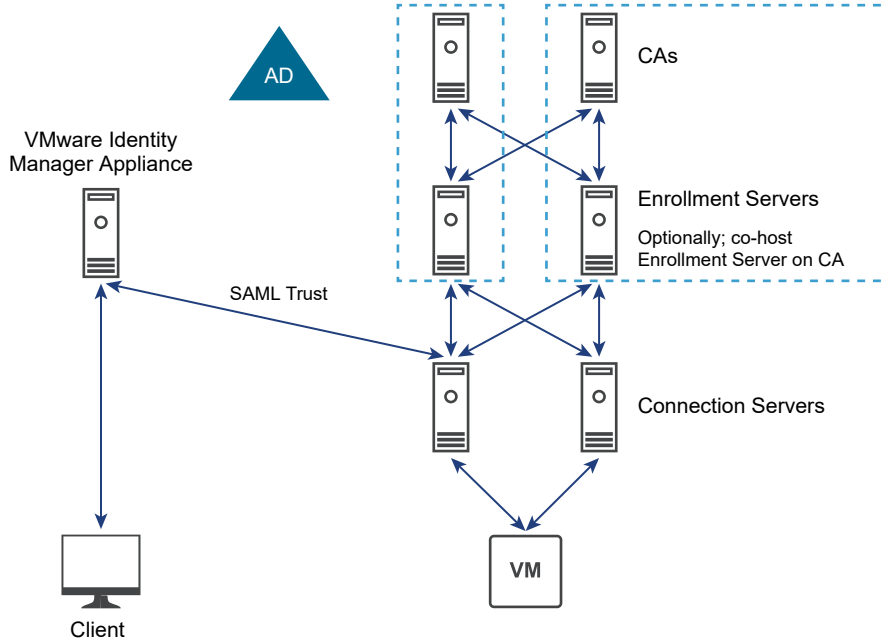 AD
CAs
VMware Identity
Manager Appliance
Enrollment Servers
Optionally; co-host
Enrollment Server on CA
SAML Trust
Connection Servers
VM
Client